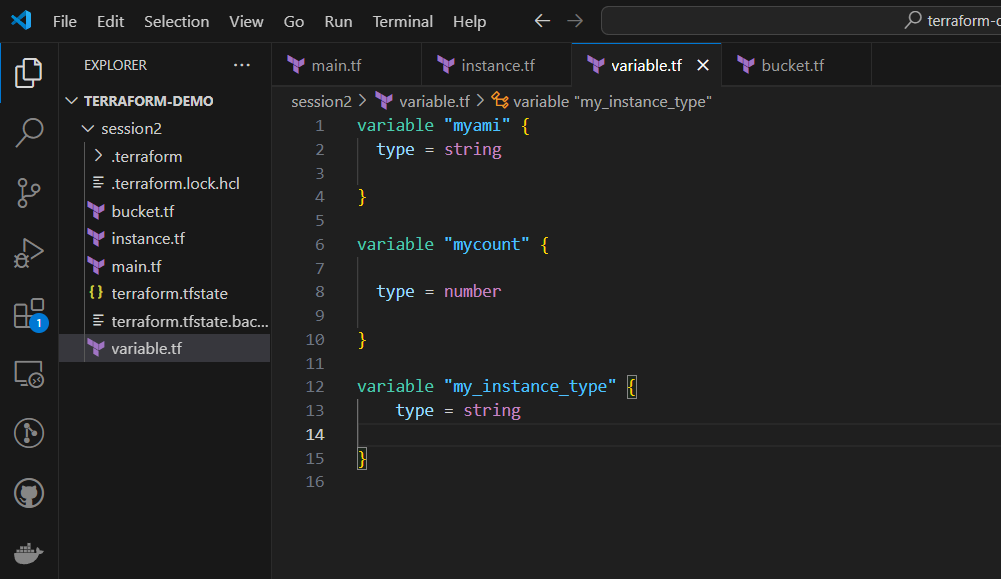 File Edit Selection View Go Run Terminal Help
terraform-d
EXPLORER
...
TERRAFORM-DEMO
session2
.terraform
.terraform.lock.hcl
bucket.tf
instance.tf
main.tf
{} terraform.tfstate
terraform.tfstate.bac...
variable.tf
1
main.tf instance.tf variable.tf bucket.tf
session2 > variable.tf > variable "my_instance_type"
1 variable "myami" {
2 type = string
3
4 }
5
6 variable "mycount" {
7
8 type = number
9
10 }
11
12 variable "my_instance_type" {
13 type = string
14
15 }
16